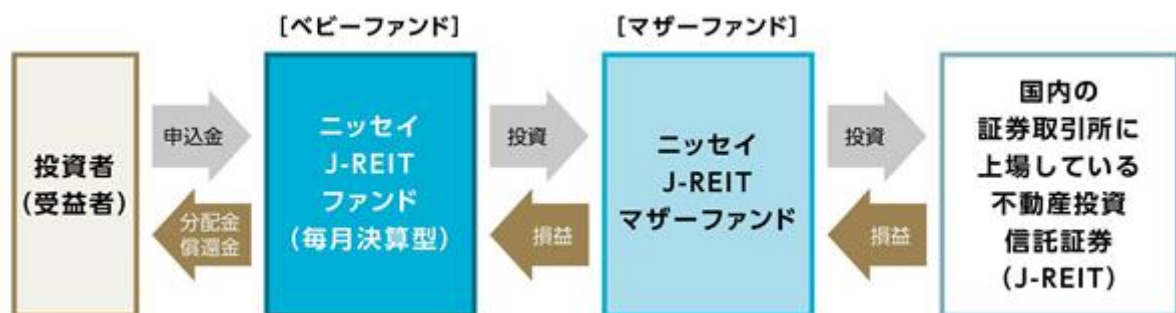 [ベビーファンド]
[マザーファンド]
投資者
(受益者)
申込金
分配金
償還金
ニッセイ
J-REIT
ファンド
(毎月決算型)
投資
損益
ニッセイ
J-REIT
マザーファンド
投資
損益
国内の
証券取引所に
上場している
不動産投資
信託証券
(J-REIT)